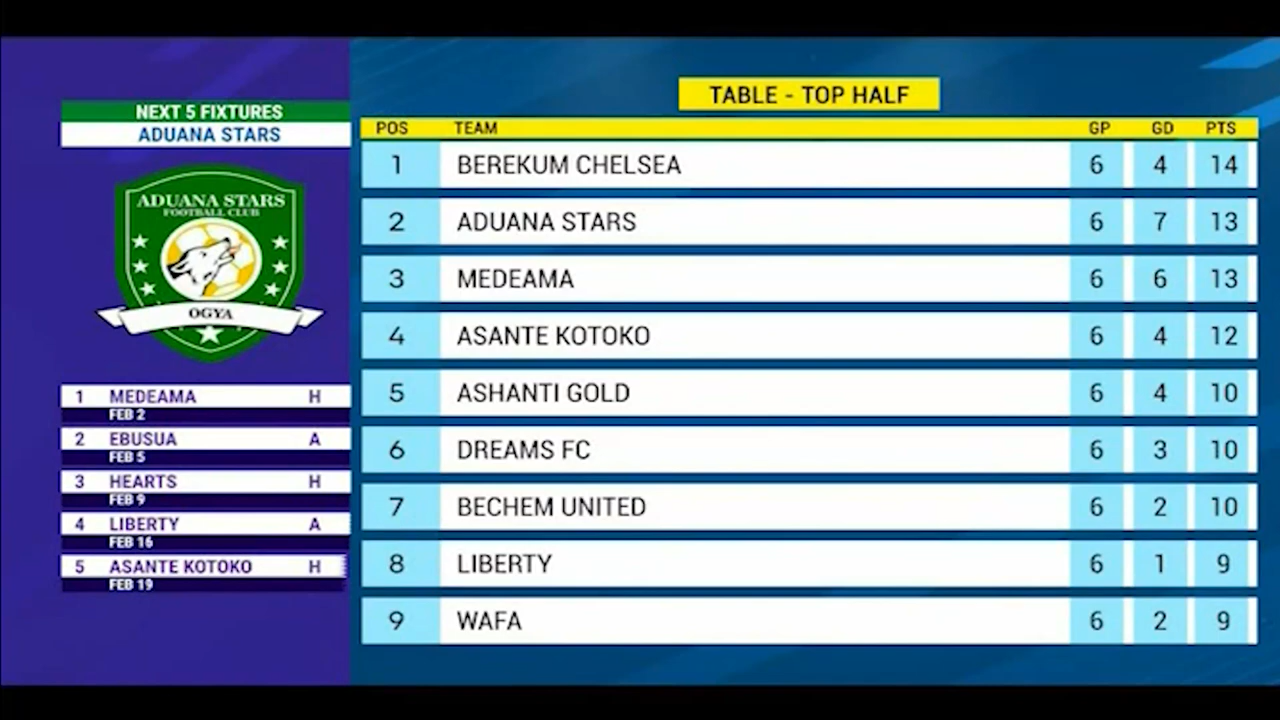 NEXT 5 FIXTURES
ADUANA STARS
ADUANA STARS
FOOTBALL CLUB
OGYA
1 MEDEAMA H
FEB 2
2 EBUSUA A
FEB 5
3 HEARTS H
FEB 9
4 LIBERTY A
FEB 16
5 ASANTE KOTOKO H
FEB 19
TABLE - TOP HALF
POS TEAM GP GD PTS
1 BEREKUM CHELSEA 6 4 14
2 ADUANA STARS 6 7 13
3 MEDEAMA 6 6 13
4 ASANTE KOTOKO 6 4 12
5 ASHANTI GOLD 6 4 10
6 DREAMS FC 6 3 10
7 BECHEM UNITED 6 2 10
8 LIBERTY 6 1 9
9 WAFA 6 2 9